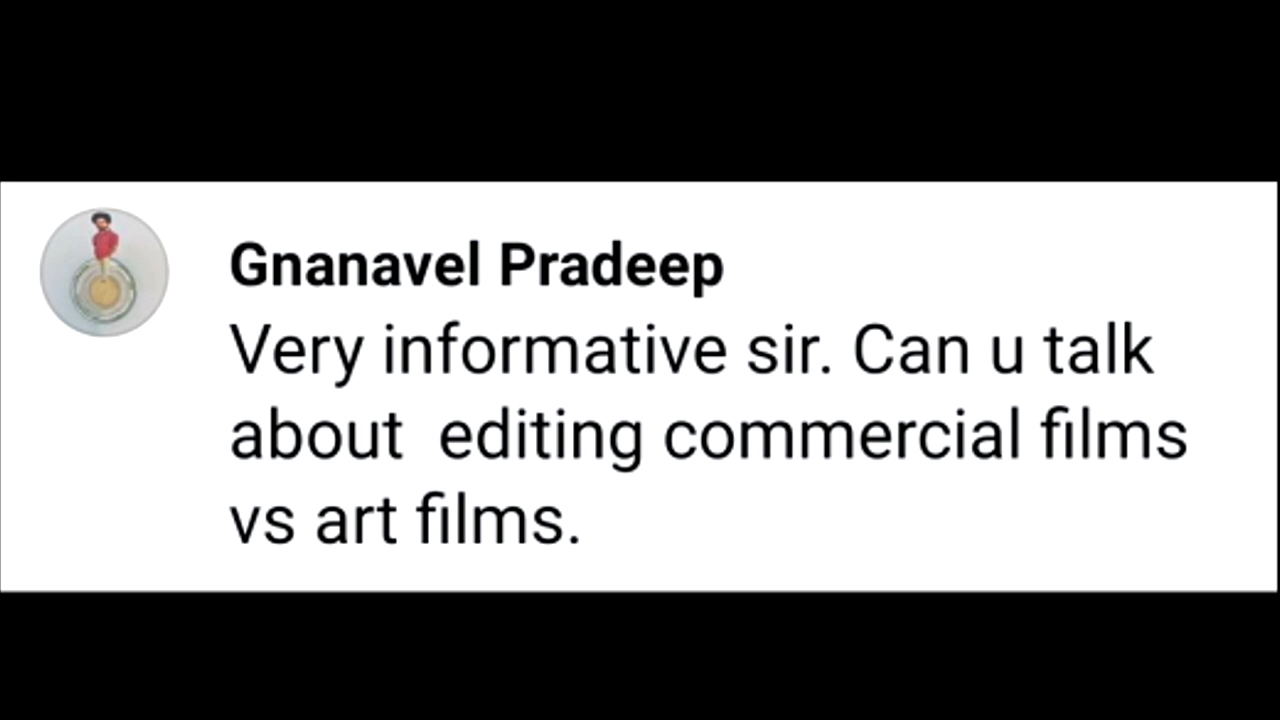 Gnanavel Pradeep
Very informative sir. Can u talk
about  editing commercial films
vs art films.